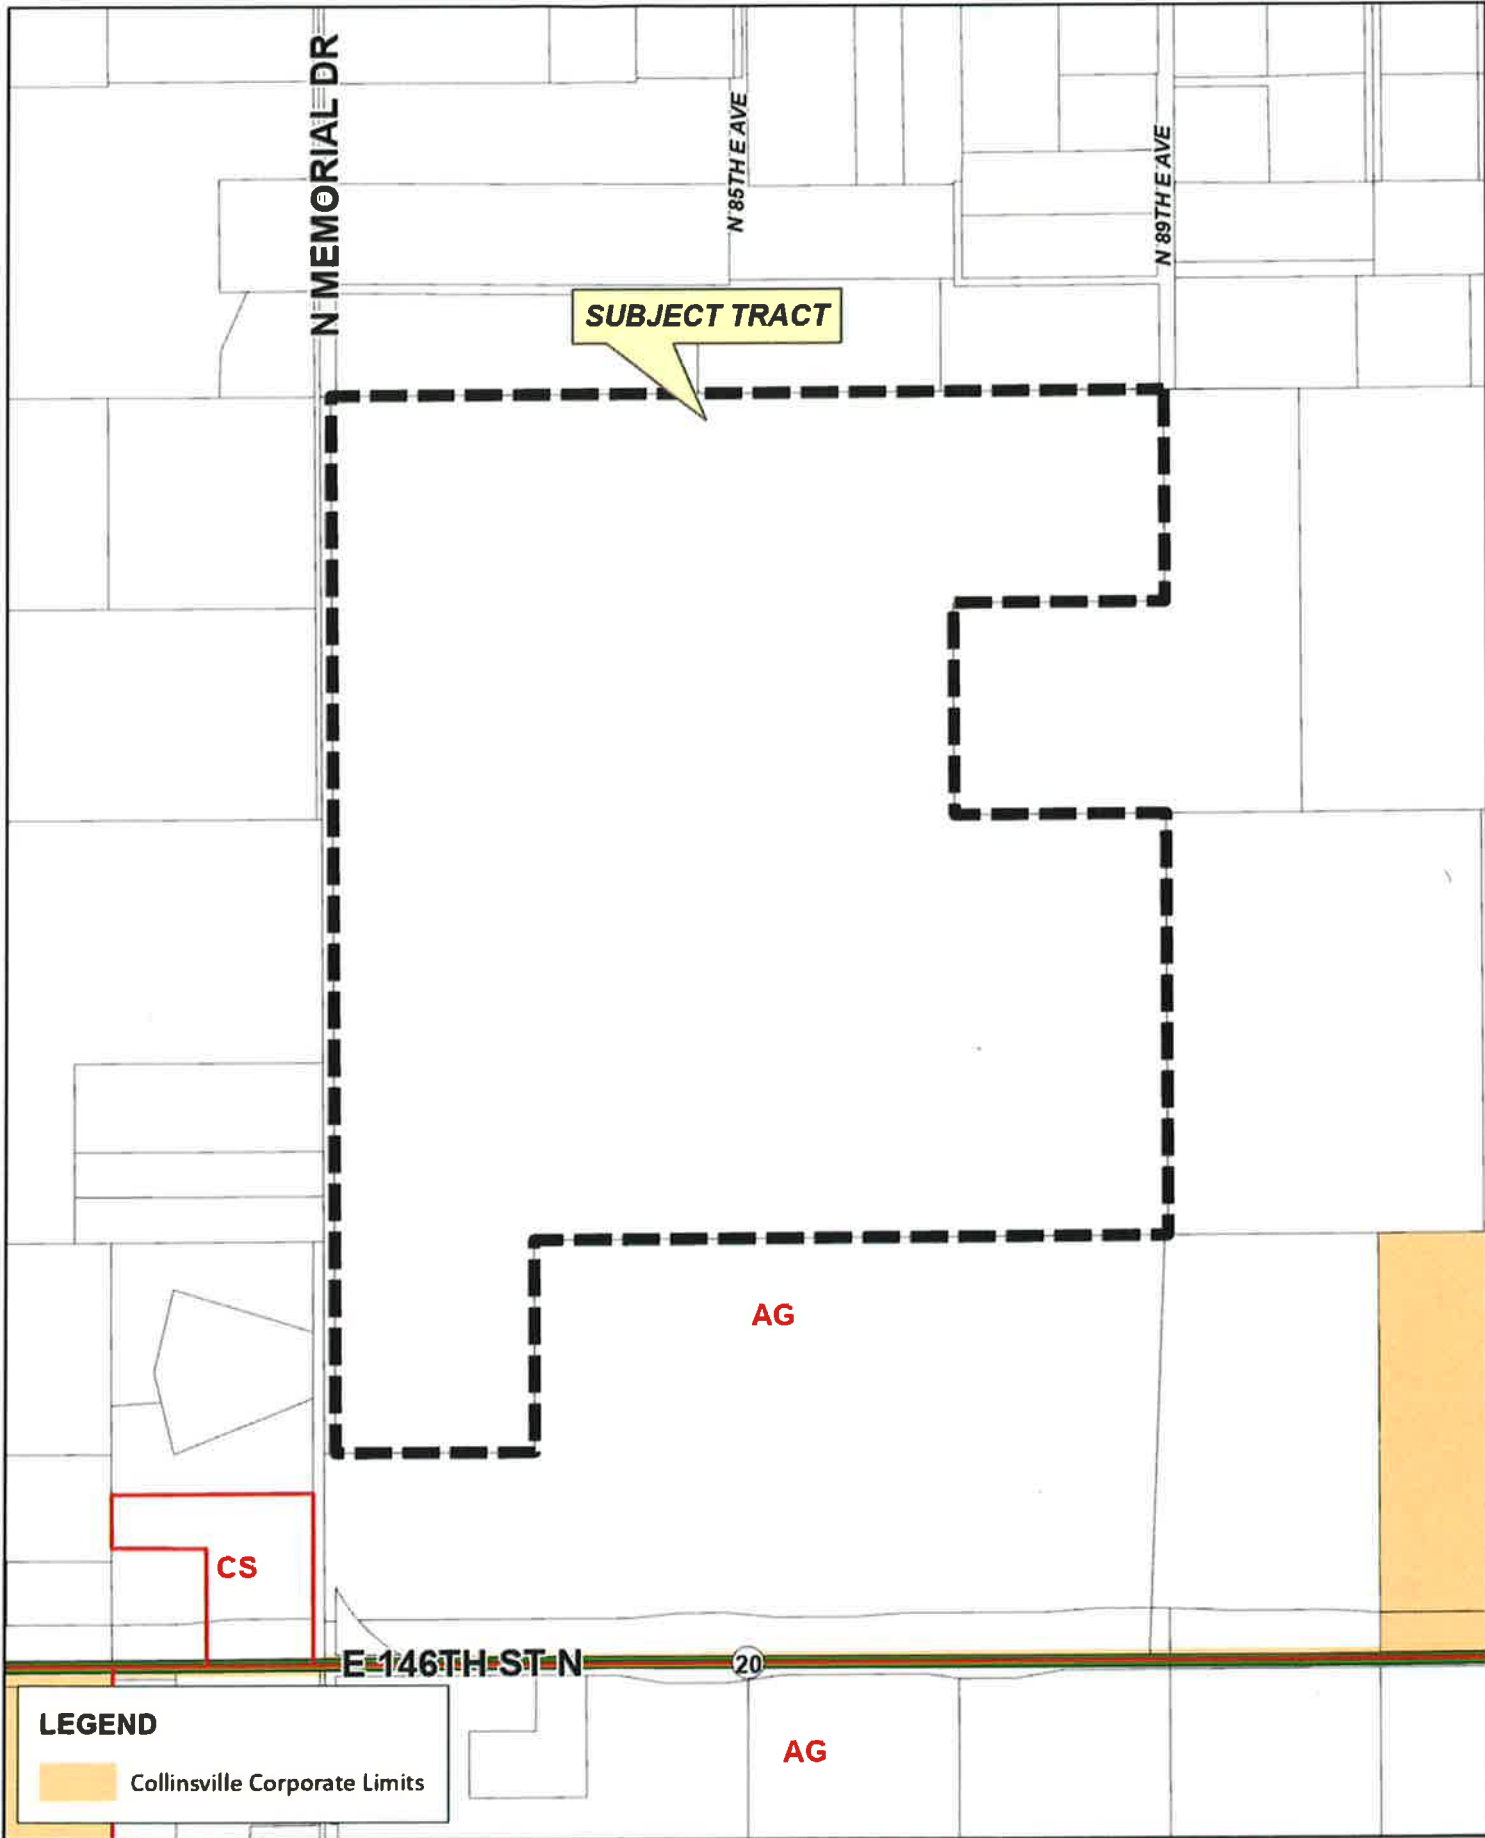 N MEMORIAL DR
N 85TH E AVE
N 89TH E AVE
SUBJECT TRACT
AG
CS
E 146TH ST N
20
AG
LEGEND
Collinsville Corporate Limits